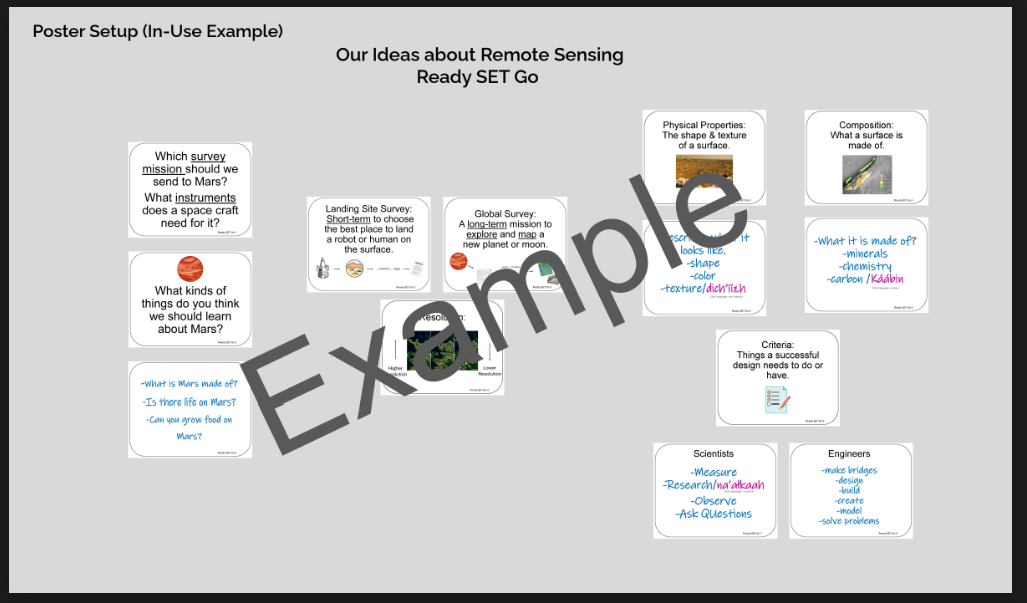 Poster Setup (In-Use Example)
Our Ideas about Remote Sensing
Ready SET Go
Which survey
mission should we
send to Mars?
What instruments
does a space craft
need for it?
What kinds of
things do you think
we should learn
about Mars?
-What is Mars made of?
-Is there life on Mars?
-Can you grow food on
Mars?
Landing Site Survey:
Short-term to choose
the best place to land
a robot or human on
the surface.
Global Survey:
A long-term mission to
explore and map a
new planet or moon.
Resolution:
Higher
Lower
Resolution
Physical Properties:
The shape & texture
of a surface.
Composition:
What a surface is
made of.
it
looks like.
-shape
-color
-texture/dich'íízh
-What it is made of?
-minerals
-chemistry
-carbon /Káábin
Criteria:
Things a successful
design needs to do or
have.
Scientists
-Measure
-Research/na'ałkaah
-Observe
-Ask QUestions
Engineers
-make bridges
-design
-build
-create
-model
-solve problems
Example